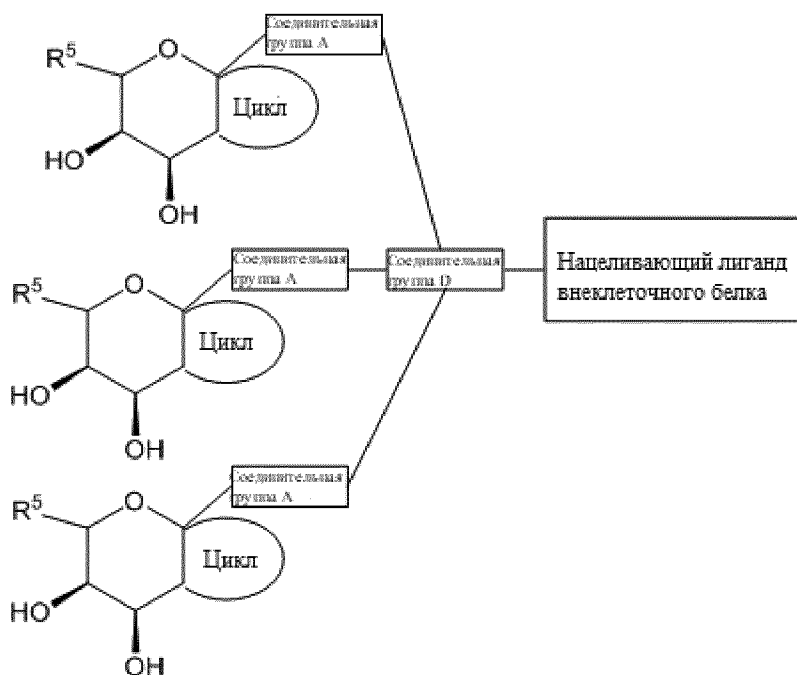 Соединительная
группа A
R⁵
O
Цикл
HO
OH
Соединительная
группа A
Соединительная
группа D
Нацеливающий лиганд
внеклеточного белка
R⁵
O
Цикл
HO
OH
Соединительная
группа A
R⁵
O
Цикл
HO
OH